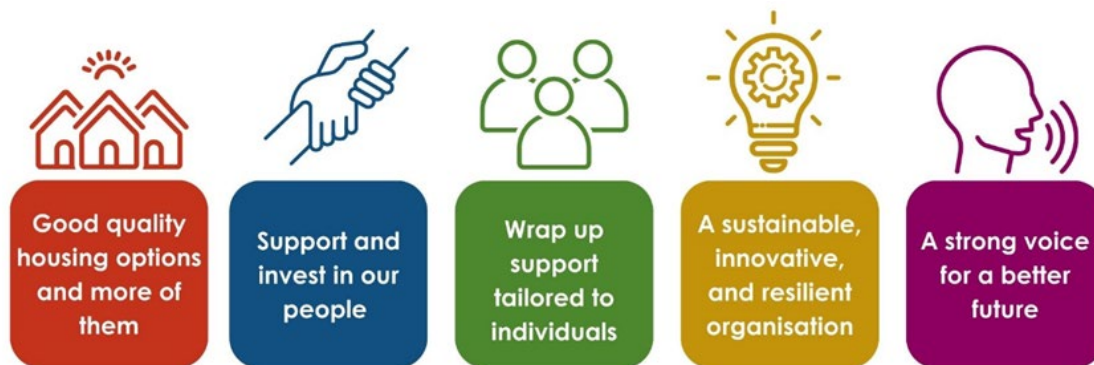 Good quality
housing options
and more of
them
Support and
invest in our
people
Wrap up
support
tailored to
individuals
A sustainable,
innovative,
and resilient
organisation
A strong voice
for a better
future